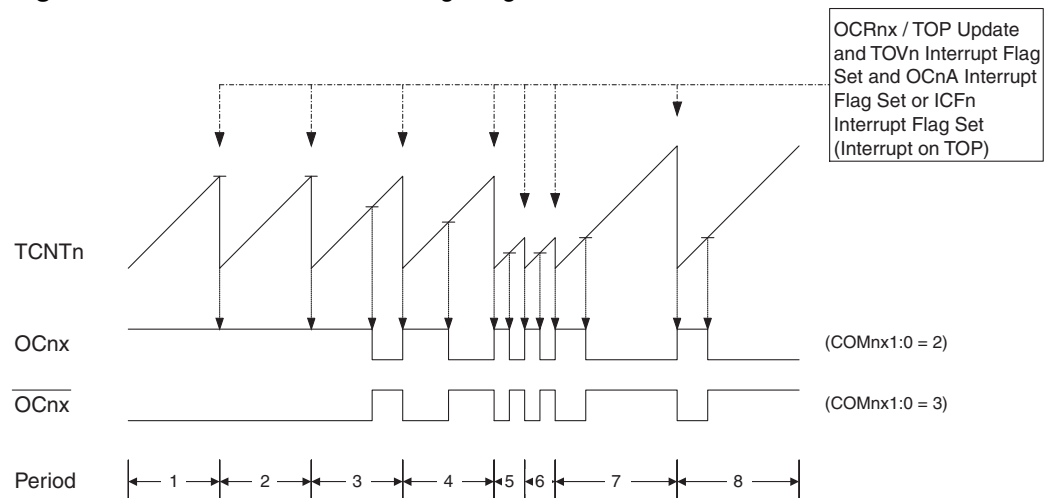 OCRnx / TOP Update
and TOVn Interrupt Flag
Set and OCnA Interrupt
Flag Set or ICFn
Interrupt Flag Set
(Interrupt on TOP)
TCNTn
OCnx
(COMnx1:0 = 2)
OCnx
(COMnx1:0 = 3)
Period
1
2
3
4
5
6
7
8